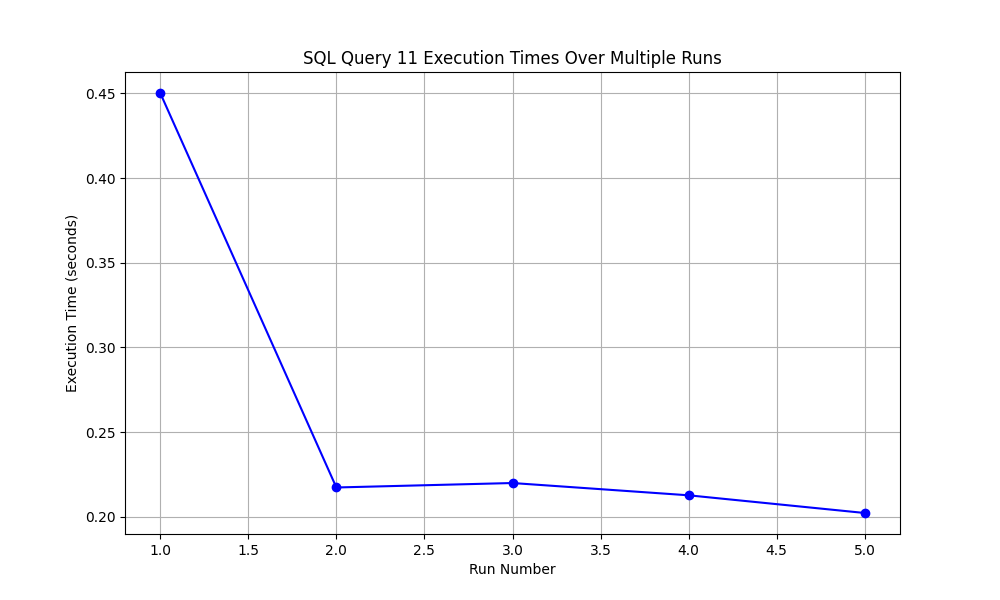 SQL Query 11 Execution Times Over Multiple Runs
0.45
0.40
0.35
0.30
0.25
0.20
Execution Time (seconds)
1.0 1.5 2.0 2.5 3.0 3.5 4.0 4.5 5.0
Run Number